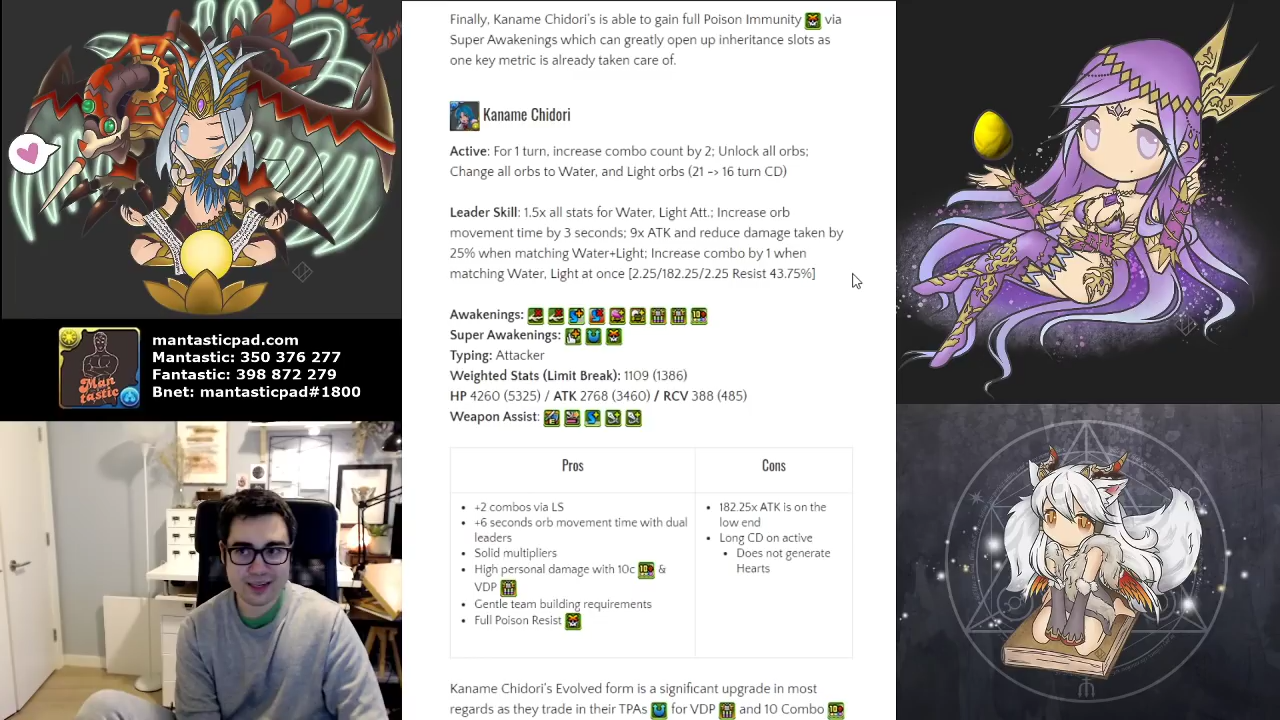 Finally, Kaname Chidori's is able to gain full Poison Immunity via
Super Awakenings which can greatly open up inheritance slots as
one key metric is already taken care of.
Kaname Chidori
Active: For 1 turn, increase combo count by 2; Unlock all orbs;
Change all orbs to Water, and Light orbs (21 -> 16 turn CD)
Leader Skill: 1.5x all stats for Water, Light Att.; Increase orb
movement time by 3 seconds; 9x ATK and reduce damage taken by
25% when matching Water+Light; Increase combo by 1 when
matching Water, Light at once [2.25/182.25/2.25 Resist 43.75%]
Awakenings:
Super Awakenings:
Typing: Attacker
Weighted Stats (Limit Break): 1109 (1386)
HP 4260 (5325) / ATK 2768 (3460) / RCV 388 (485)
Weapon Assist:
Pros
• +2 combos via LS
• +6 seconds orb movement time with dual
leaders
• Solid multipliers
• High personal damage with 10c &
VDP
• Gentle team building requirements
• Full Poison Resist
Cons
• 182.25x ATK is on the
low end
• Long CD on active
▪ Does not generate
Hearts
Kaname Chidori's Evolved form is a significant upgrade in most
regards as they trade in their TPAs for VDP and 10 Combo
Man
tastic
mantasticpad.com
Mantastic: 350 376 277
Fantastic: 398 872 279
Bnet: mantasticpad#1800